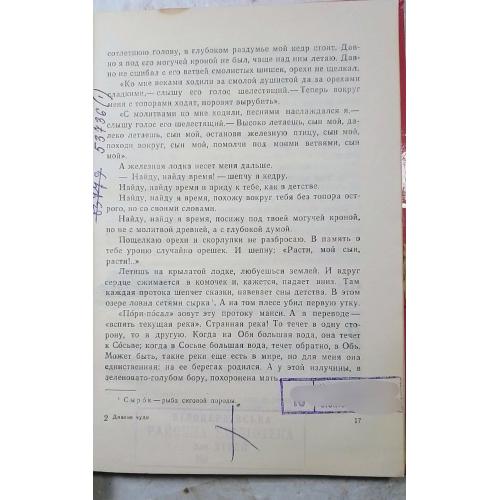 сотлетнюю голову, в глубоком раздумье мой кедр стоит. Дав-
но я под его могучей кроной не был, чаще над ним летаю. Дав-
но не сшибал с его ветвей смолистых шишек, орехи не щелкал.
«Ко мне веками ходили за смолой душистой да за орехами
сладкими,— слышу его голос шелестящий.— Теперь вокруг
меня с топорами ходят, норовят вырубить».
«С молитвами ко мне ходили, песнями наслаждался я,—
слышу голос его шелестящий.— Высоко летаешь, сын мой, да-
леко летаешь, сын мой, останови железную птицу, сын мой,
походи вокруг, сын мой, помолчи под моими ветвями, сын
мой».
А железная лодка несет меня дальше.
— Найду, найду время! — шепчу я кедру.
Найду, найду время и приду к тебе, как в детстве.
Найду, найду я время, похожу вокруг тебя без топора ост-
рого, но со своими словами.
Найду, найду я время, посижу под твоей могучей кроной,
но не с молитвой древней, а с глубокой думой.
Пощелкаю орехи и скорлупки не разбросаю. В память о
тебе уроню случайно орешек. И шепну: «Расти, мой сын,
расти!..»
Летишь на крылатой лодке, любуешься землей. И вдруг
сердце сжимается в комочек и, кажется, падает вниз. Там
каждая протока шепчет сказки, навевает сны детства. В этом
озере ловил сетями сырка¹. А на том плесе убил первую утку.
«Пóри-пóсал» зовут эту протоку манси. А в переводе —
«вспять текущая река». Странная река! То течет в одну сто-
рону, то в другую. Когда на Оби большая вода, она течет
к Сóсьве; когда в Сосьве большая вода, течет обратно, в Обь.
Может быть, такие реки еще есть в мире, но для меня она
единственная: на ее берегах родился. А у этой излучины, в
зеленовато-голубом бору, похоронена мать.
¹ Сырóк — рыба сиговой породы.
2 Дивные чудо
17
53736 (1)